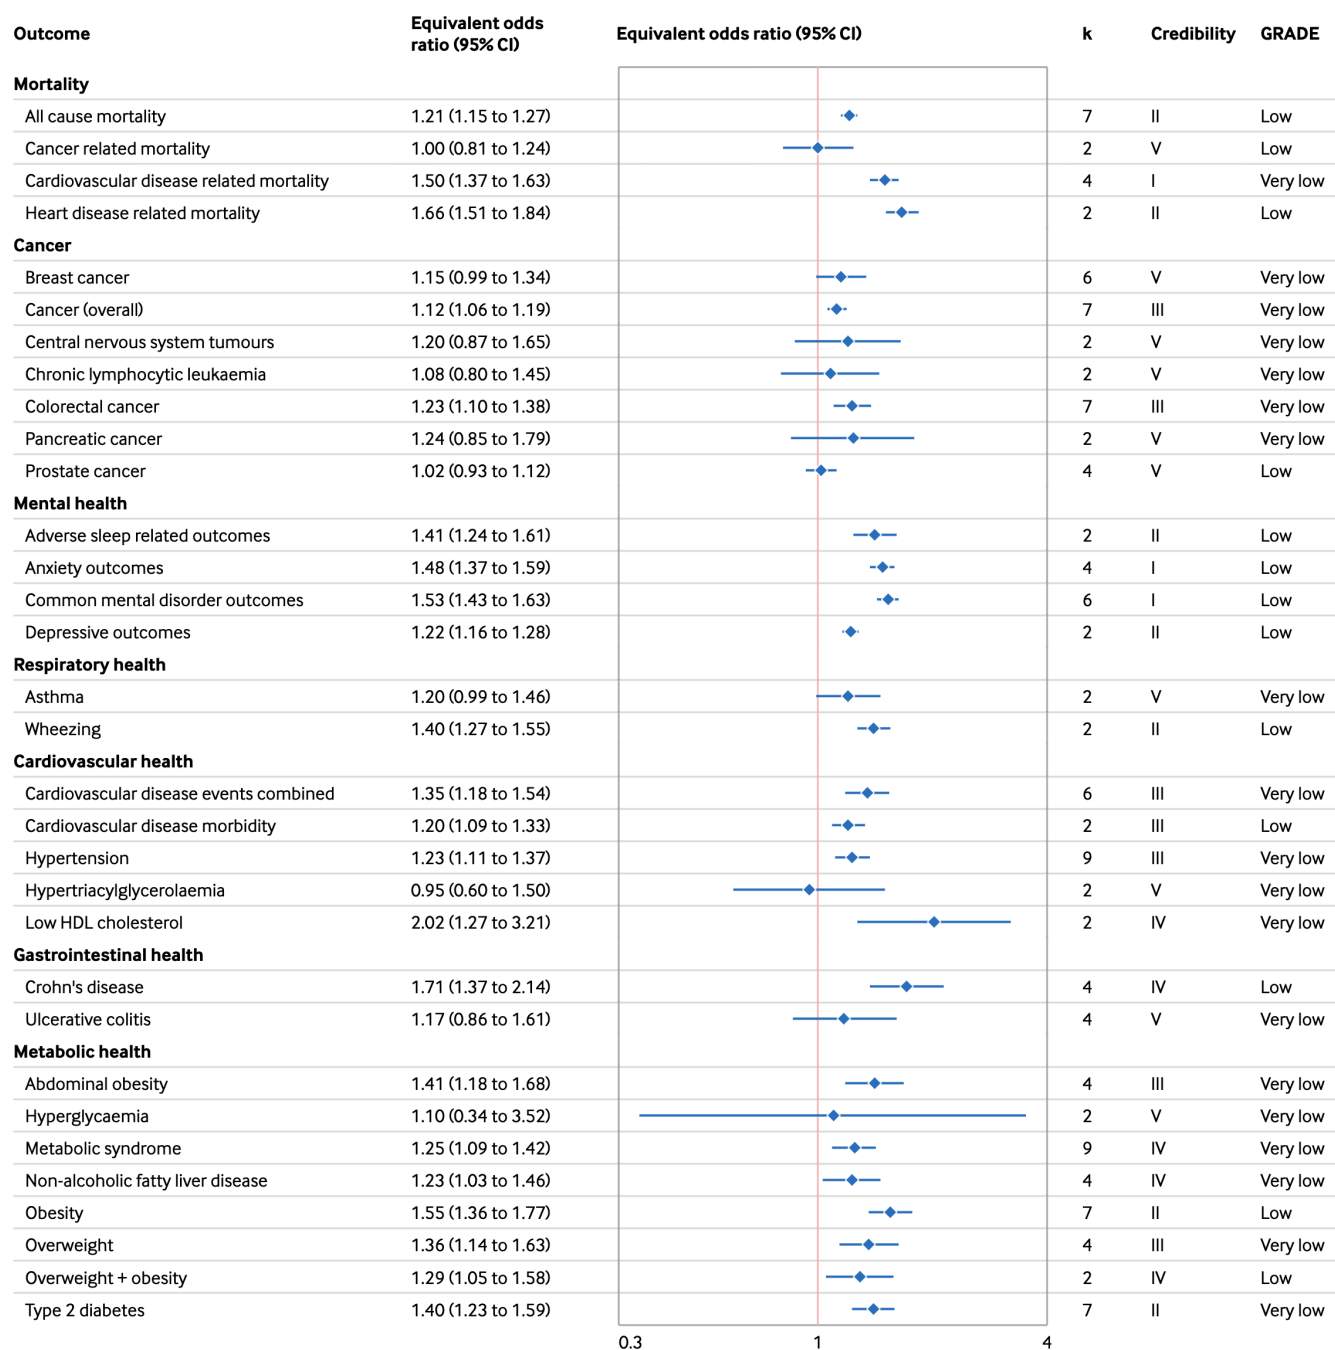 Outcome Equivalent odds ratio (95% CI) Equivalent odds ratio (95% CI) k Credibility GRADE
Mortality
All cause mortality 1.21 (1.15 to 1.27) 7 II Low
Cancer related mortality 1.00 (0.81 to 1.24) 2 V Low
Cardiovascular disease related mortality 1.50 (1.37 to 1.63) 4 I Very low
Heart disease related mortality 1.66 (1.51 to 1.84) 2 II Low
Cancer
Breast cancer 1.15 (0.99 to 1.34) 6 V Very low
Cancer (overall) 1.12 (1.06 to 1.19) 7 III Very low
Central nervous system tumours 1.20 (0.87 to 1.65) 2 V Very low
Chronic lymphocytic leukaemia 1.08 (0.80 to 1.45) 2 V Very low
Colorectal cancer 1.23 (1.10 to 1.38) 7 III Very low
Pancreatic cancer 1.24 (0.85 to 1.79) 2 V Very low
Prostate cancer 1.02 (0.93 to 1.12) 4 V Low
Mental health
Adverse sleep related outcomes 1.41 (1.24 to 1.61) 2 II Low
Anxiety outcomes 1.48 (1.37 to 1.59) 4 I Low
Common mental disorder outcomes 1.53 (1.43 to 1.63) 6 I Low
Depressive outcomes 1.22 (1.16 to 1.28) 2 II Low
Respiratory health
Asthma 1.20 (0.99 to 1.46) 2 V Very low
Wheezing 1.40 (1.27 to 1.55) 2 II Low
Cardiovascular health
Cardiovascular disease events combined 1.35 (1.18 to 1.54) 6 III Very low
Cardiovascular disease morbidity 1.20 (1.09 to 1.33) 2 III Low
Hypertension 1.23 (1.11 to 1.37) 9 III Very low
Hypertriacylglycerolaemia 0.95 (0.60 to 1.50) 2 V Very low
Low HDL cholesterol 2.02 (1.27 to 3.21) 2 IV Very low
Gastrointestinal health
Crohn's disease 1.71 (1.37 to 2.14) 4 IV Low
Ulcerative colitis 1.17 (0.86 to 1.61) 4 V Very low
Metabolic health
Abdominal obesity 1.41 (1.18 to 1.68) 4 III Very low
Hyperglycaemia 1.10 (0.34 to 3.52) 2 V Very low
Metabolic syndrome 1.25 (1.09 to 1.42) 9 IV Very low
Non-alcoholic fatty liver disease 1.23 (1.03 to 1.46) 4 IV Very low
Obesity 1.55 (1.36 to 1.77) 7 II Low
Overweight 1.36 (1.14 to 1.63) 4 III Very low
Overweight + obesity 1.29 (1.05 to 1.58) 2 IV Low
Type 2 diabetes 1.40 (1.23 to 1.59) 7 II Very low
0.3 1 4